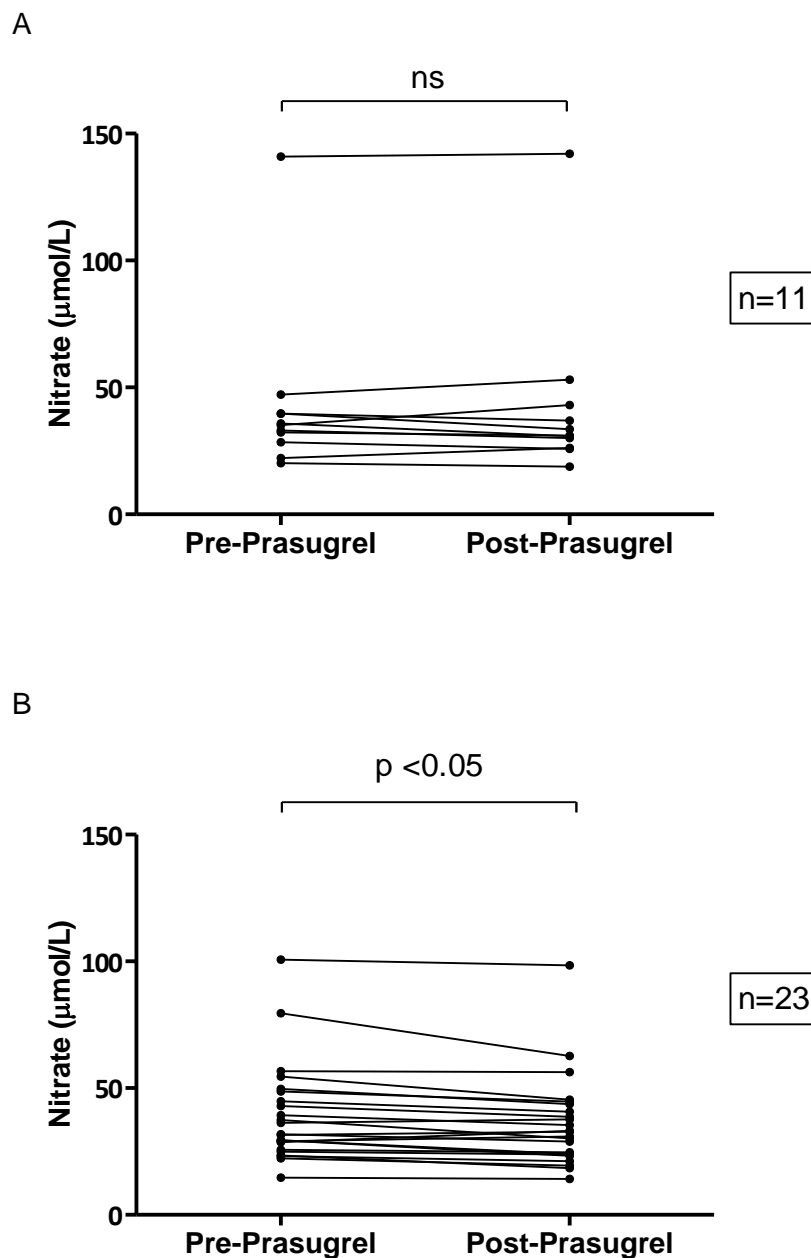 A
ns
150
100
50
0
Nitrate (μmol/L)
n=11
Pre-Prasugrel Post-Prasugrel
B
p <0.05
150
100
50
0
Nitrate (μmol/L)
n=23
Pre-Prasugrel Post-Prasugrel